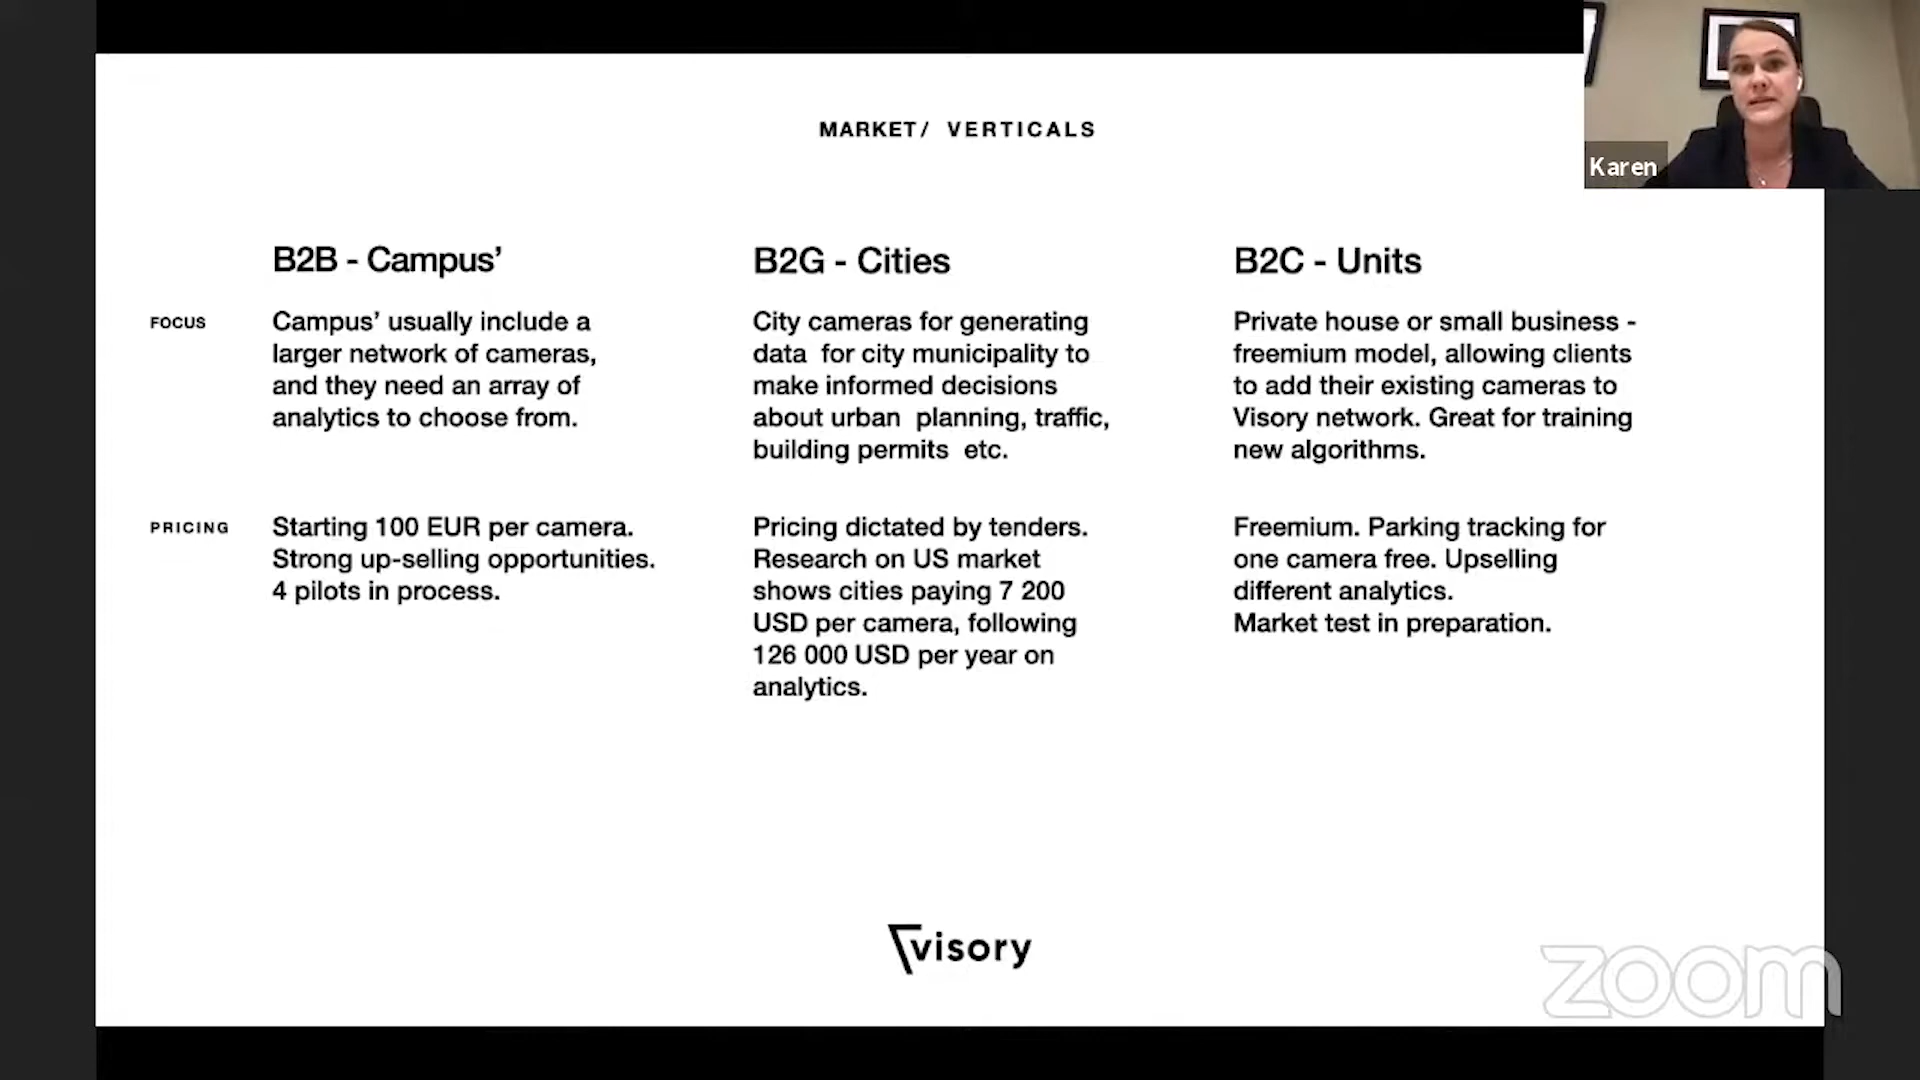 MARKET/ VERTICALS
Karen
B2B - Campus’
B2G - Cities
B2C - Units
FOCUS
Campus’ usually include a
larger network of cameras,
and they need an array of
analytics to choose from.
City cameras for generating
data for city municipality to
make informed decisions
about urban planning, traffic,
building permits etc.
Private house or small business -
freemium model, allowing clients
to add their existing cameras to
Visory network. Great for training
new algorithms.
PRICING
Starting 100 EUR per camera.
Strong up-selling opportunities.
4 pilots in process.
Pricing dictated by tenders.
Research on US market
shows cities paying 7 200
USD per camera, following
126 000 USD per year on
analytics.
Freemium. Parking tracking for
one camera free. Upselling
different analytics.
Market test in preparation.
visory
zoom